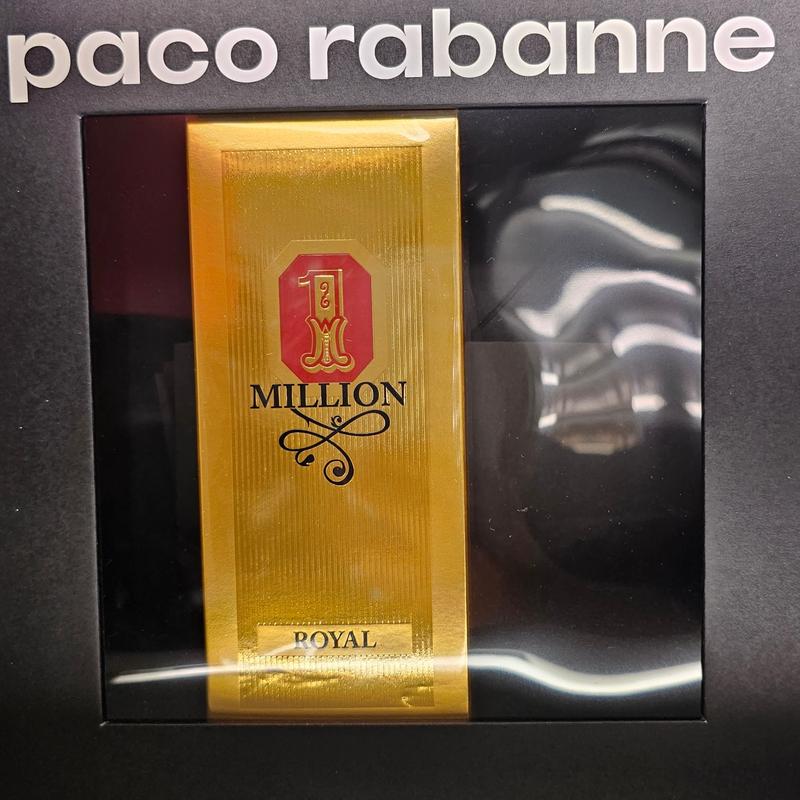 paco rabanne
1
MILLION
ROYAL